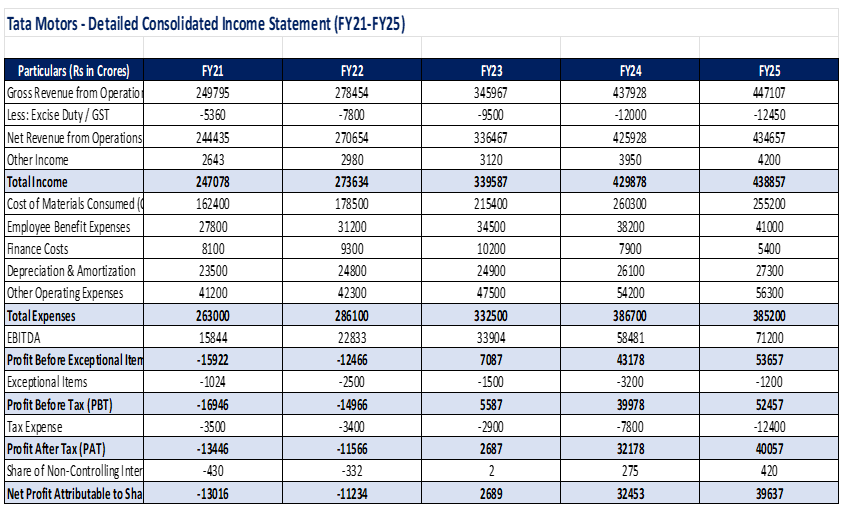 Tata Motors - Detailed Consolidated Income Statement (FY21-FY25)
Particulars (Rs in Crores) FY21 FY22 FY23 FY24 FY25
Gross Revenue from Operation 249795 278454 345967 437928 447107
Less: Excise Duty / GST -5360 -7800 -9500 -12000 -12450
Net Revenue from Operations 244435 270654 336467 425928 434657
Other Income 2643 2980 3120 3950 4200
Total Income 247078 273634 339587 429878 438857
Cost of Materials Consumed (C 162400 178500 215400 260300 255200
Employee Benefit Expenses 27800 31200 34500 38200 41000
Finance Costs 8100 9300 10200 7900 5400
Depreciation & Amortization 23500 24800 24900 26100 27300
Other Operating Expenses 41200 42300 47500 54200 56300
Total Expenses 263000 286100 332500 386700 385200
EBITDA 15844 22833 33904 58481 71200
Profit Before Exceptional Iten -15922 -12466 7087 43178 53657
Exceptional Items -1024 -2500 -1500 -3200 -1200
Profit Before Tax (PBT) -16946 -14966 5587 39978 52457
Tax Expense -3500 -3400 -2900 -7800 -12400
Profit After Tax (PAT) -13446 -11566 2687 32178 40057
Share of Non-Controlling Inter -430 -332 2 275 420
Net Profit Attributable to Sha -13016 -11234 2689 32453 39637